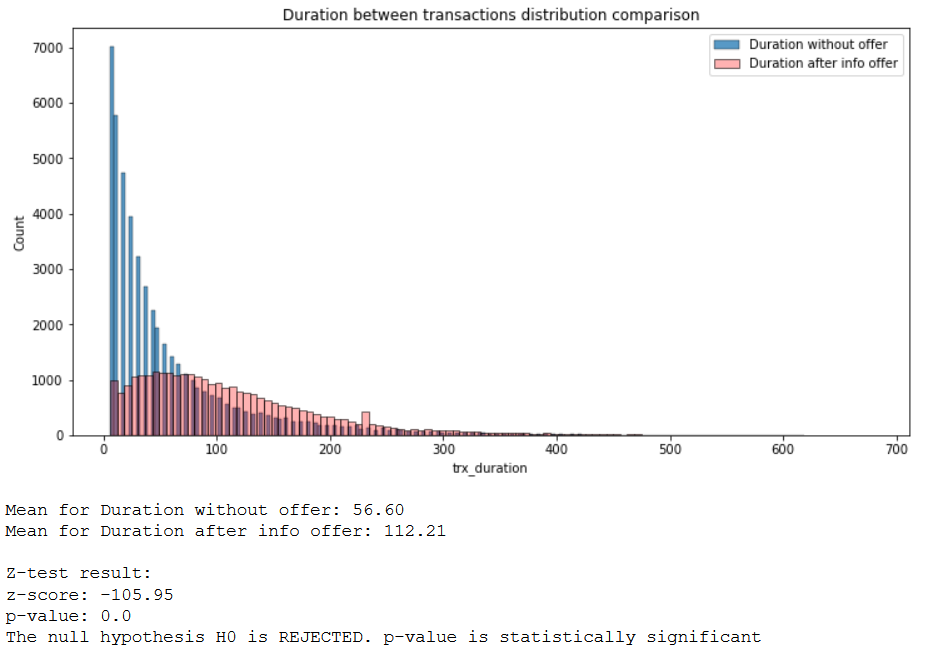 Duration between transactions distribution comparison
Duration without offer
Duration after info offer
7000
6000
5000
4000
3000
2000
1000
0
Count
0 100 200 300 400 500 600 700
trx_duration
Mean for Duration without offer: 56.60
Mean for Duration after info offer: 112.21
Z-test result:
z-score: -105.95
p-value: 0.0
The null hypothesis H0 is REJECTED. p-value is statistically significant